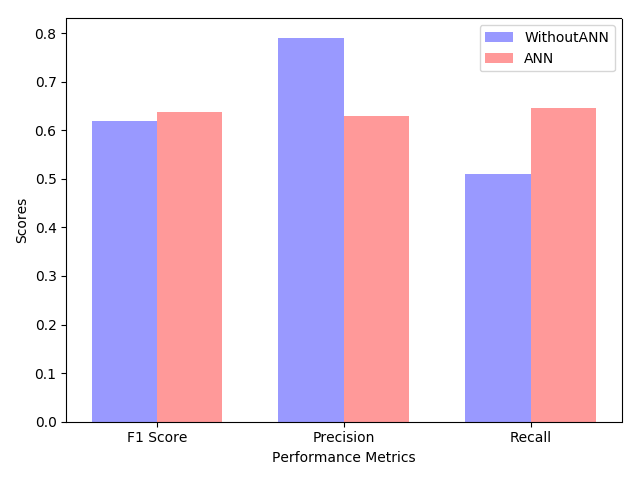 WithoutANN
ANN
0.8
0.7
0.6
0.5
0.4
0.3
0.2
0.1
0.0
Scores
F1 Score
Precision
Recall
Performance Metrics